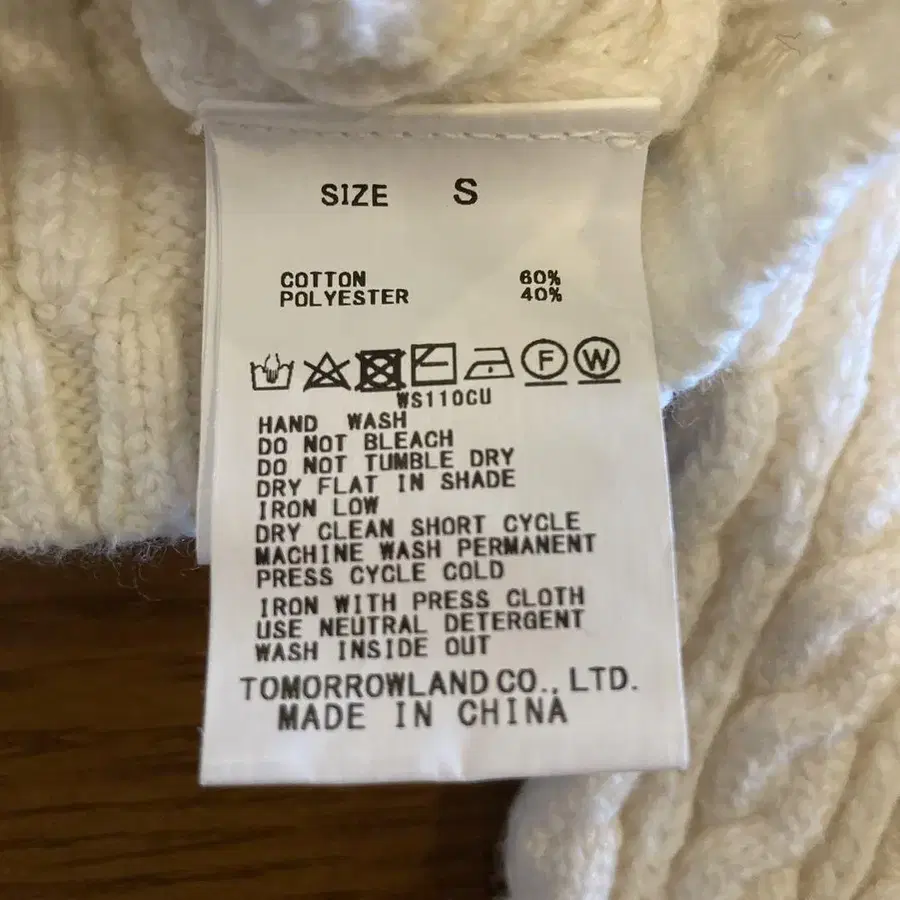 SIZE S
COTTON 60%
POLYESTER 40%
F W
WS110CU
HAND WASH
DO NOT BLEACH
DO NOT TUMBLE DRY
DRY FLAT IN SHADE
IRON LOW
DRY CLEAN SHORT CYCLE
MACHINE WASH PERMANENT
PRESS CYCLE COLD
IRON WITH PRESS CLOTH
USE NEUTRAL DETERGENT
WASH INSIDE OUT
TOMORROWLAND CO., LTD.
MADE IN CHINA